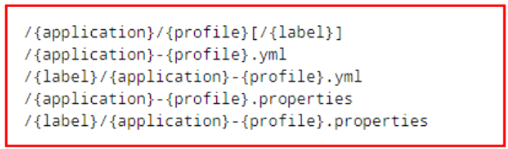 /{application}/{profile}[/{label}]
/{application}-{profile}.yml
/{label}/{application}-{profile}.yml
/{application}-{profile}.properties
/{label}/{application}-{profile}.properties